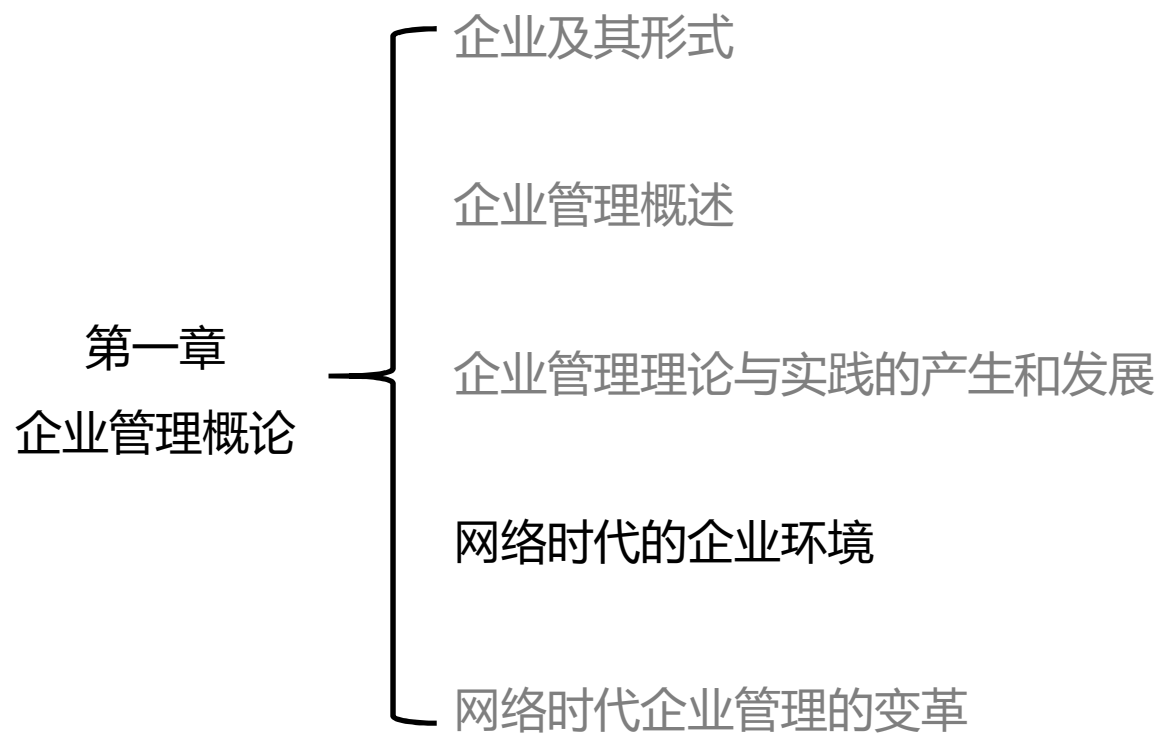 第一章
企业管理概论
企业及其形式
企业管理概述
企业管理理论与实践的产生和发展
网络时代的企业环境
网络时代企业管理的变革